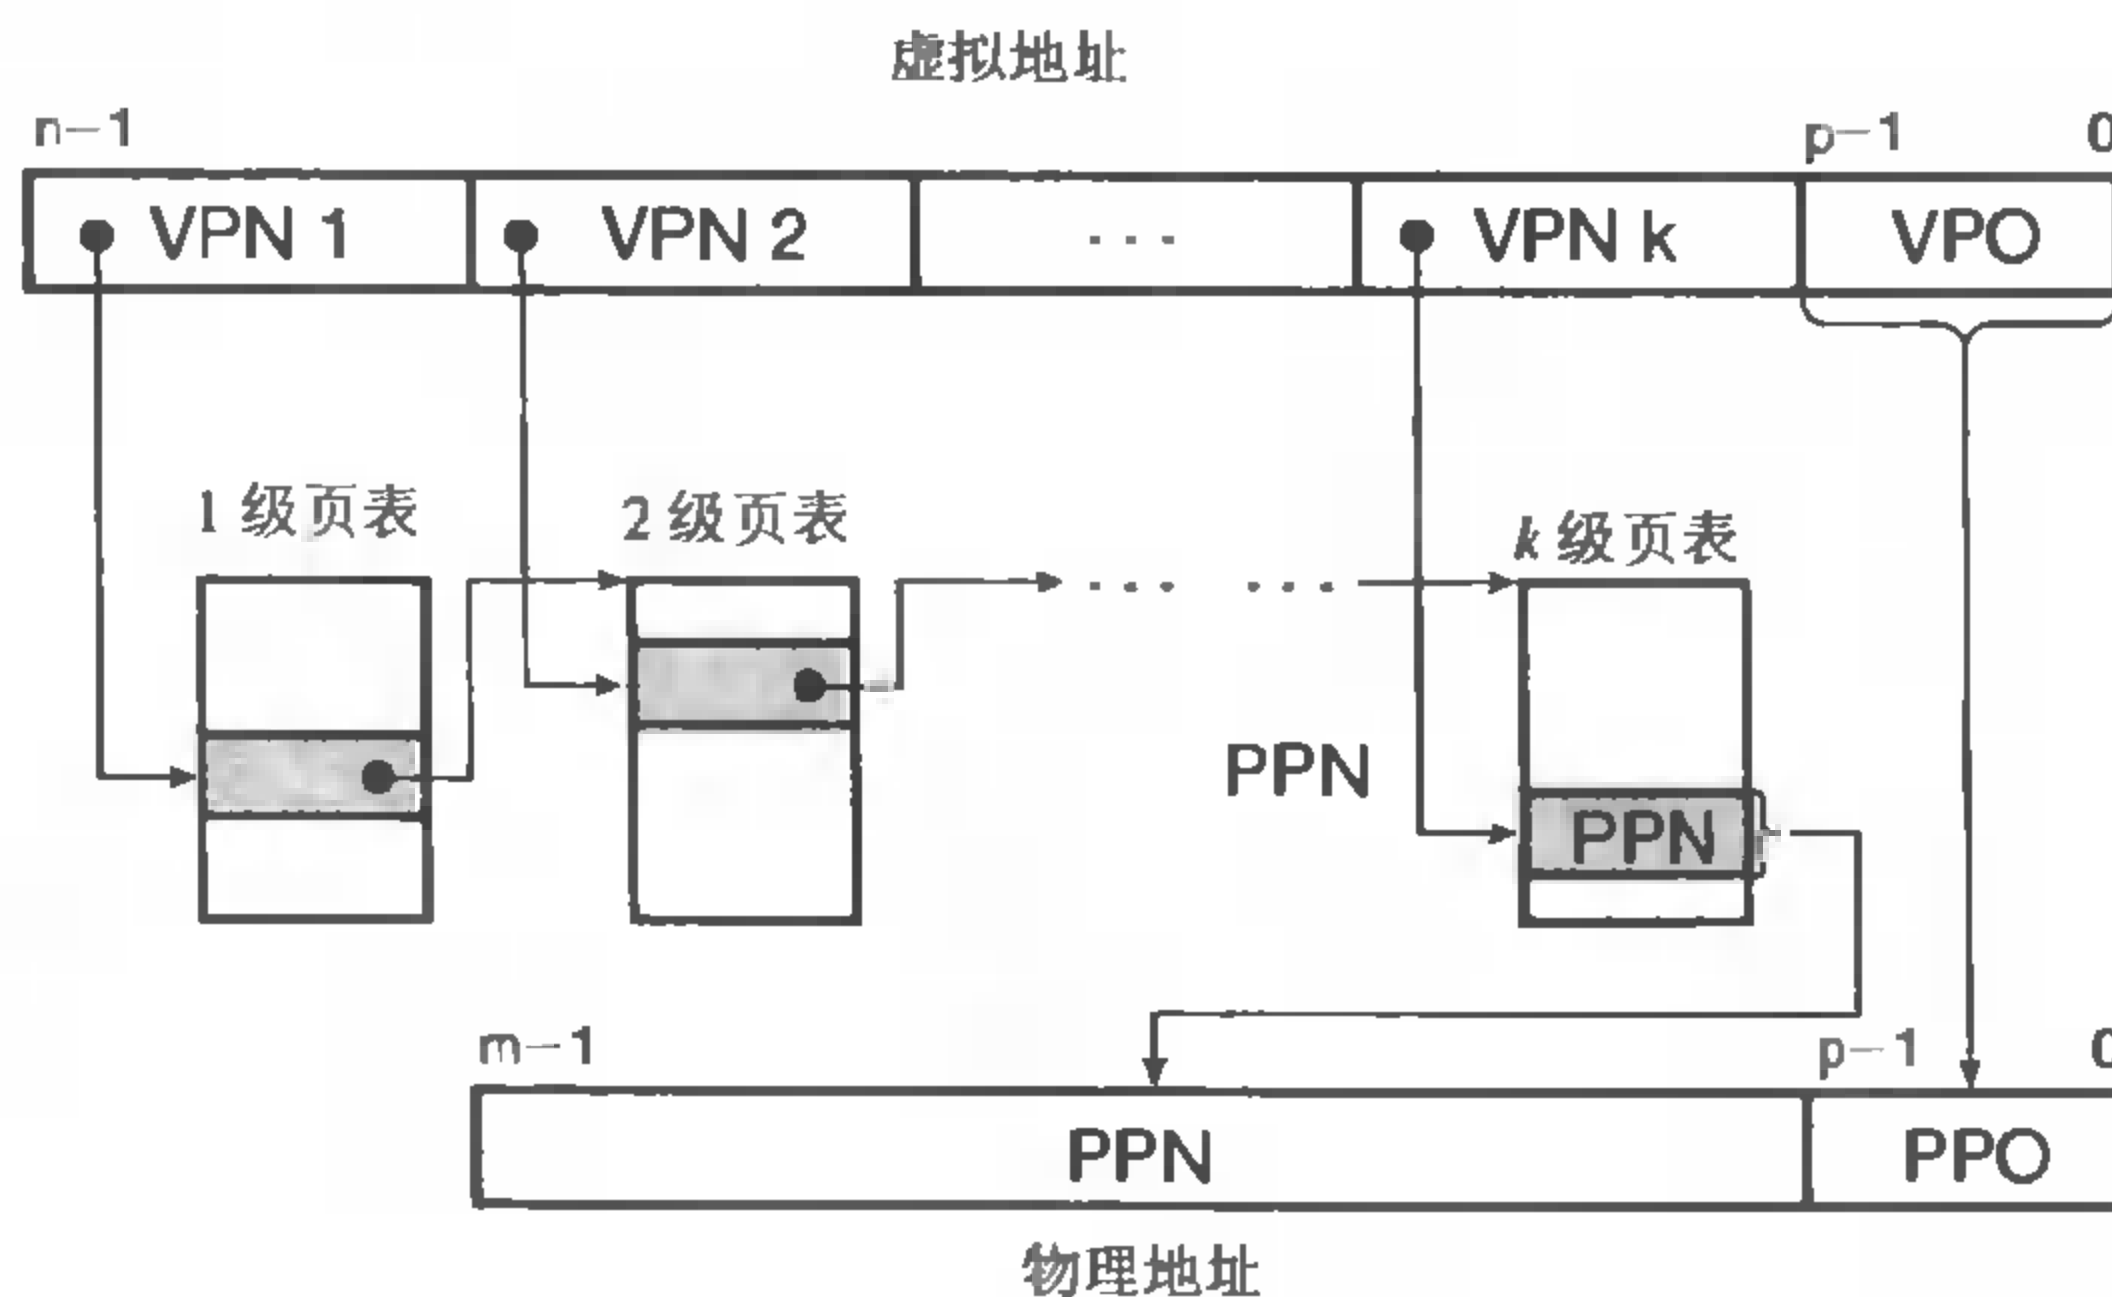 虚拟地址
n-1 p-1 0
VPN 1 VPN 2 ... VPN k VPO
1 级页表 2 级页表 k 级页表
... ...
PPN
PPN
m-1 p-1 0
PPN PPO
物理地址